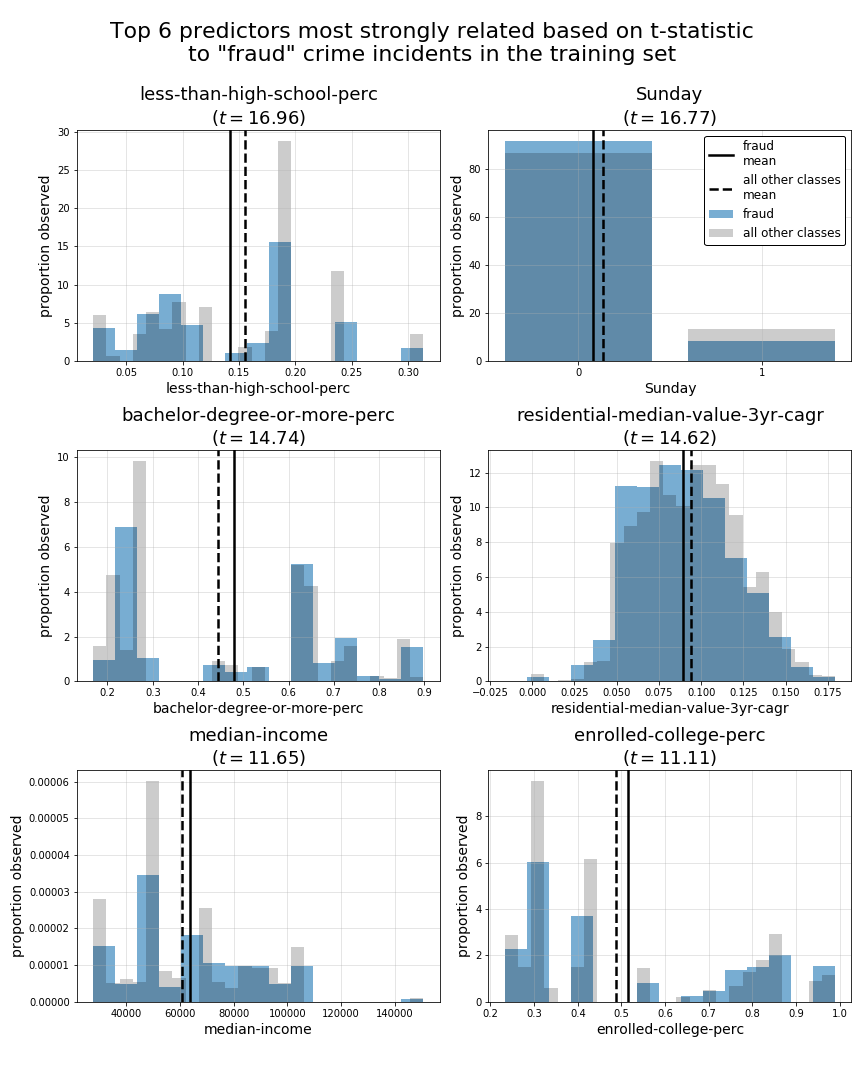 Top 6 predictors most strongly related based on t-statistic
to "fraud" crime incidents in the training set
less-than-high-school-perc
(t = 16.96)
30
25
20
15
10
5
0
proportion observed
0.05 0.10 0.15 0.20 0.25 0.30
less-than-high-school-perc
Sunday
(t = 16.77)
fraud
mean
all other classes
mean
fraud
all other classes
80
60
40
20
0
proportion observed
0 1
Sunday
bachelor-degree-or-more-perc
(t = 14.74)
10
8
6
4
2
0
proportion observed
0.2 0.3 0.4 0.5 0.6 0.7 0.8 0.9
bachelor-degree-or-more-perc
residential-median-value-3yr-cagr
(t = 14.62)
12
10
8
6
4
2
0
proportion observed
−0.025 0.000 0.025 0.050 0.075 0.100 0.125 0.150 0.175
residential-median-value-3yr-cagr
median-income
(t = 11.65)
0.00006
0.00005
0.00004
0.00003
0.00002
0.00001
0.00000
proportion observed
40000 60000 80000 100000 120000 140000
median-income
enrolled-college-perc
(t = 11.11)
8
6
4
2
0
proportion observed
0.2 0.3 0.4 0.5 0.6 0.7 0.8 0.9 1.0
enrolled-college-perc